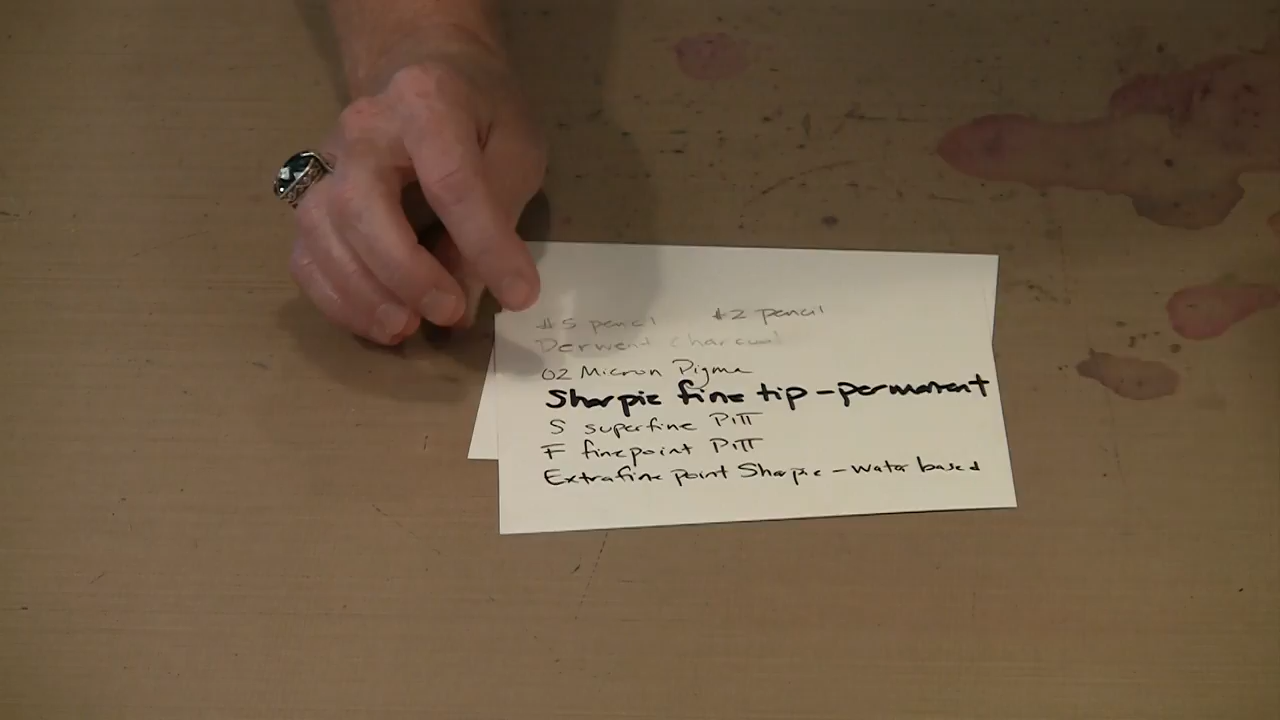 #5 pencil #2 pencil
Derwent charcoal
02 Micron Pigma
Sharpie fine tip - permanent
S superfine PITT
F finepoint PITT
Extrafine point Sharpie - water based